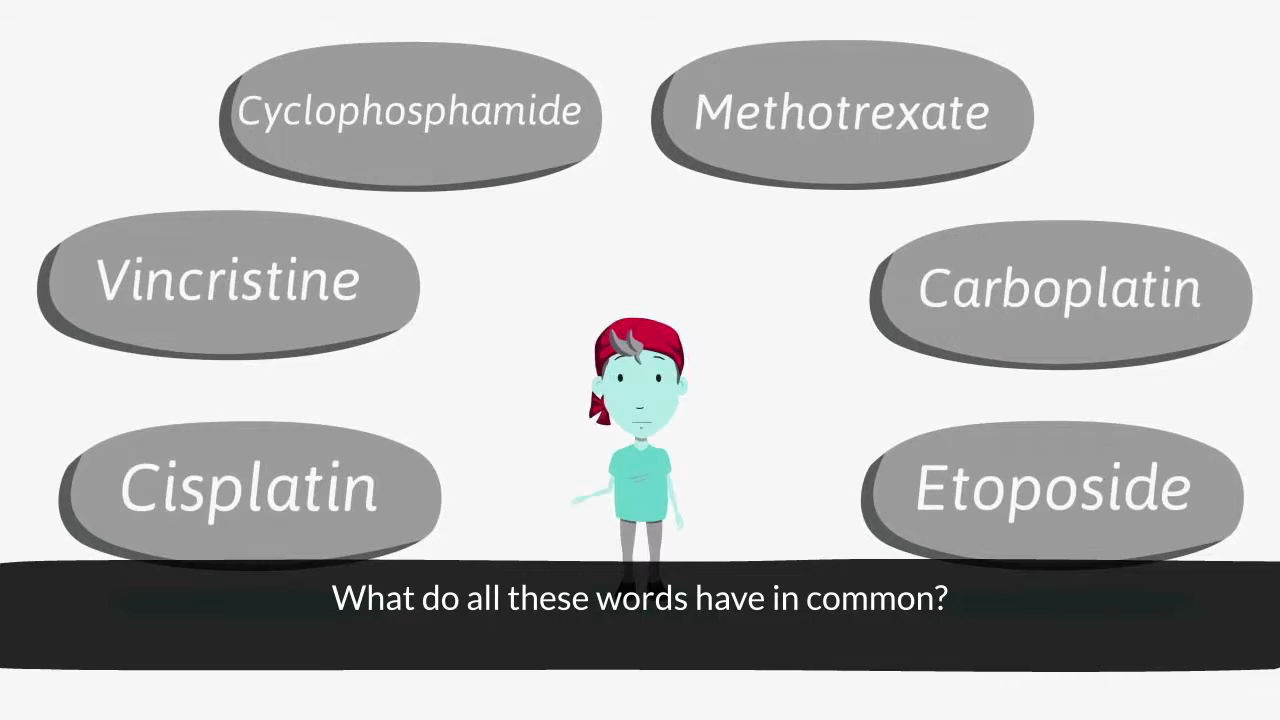 Cyclophosphamide
Methotrexate
Vincristine
Carboplatin
Cisplatin
Etoposide
What do all these words have in common?